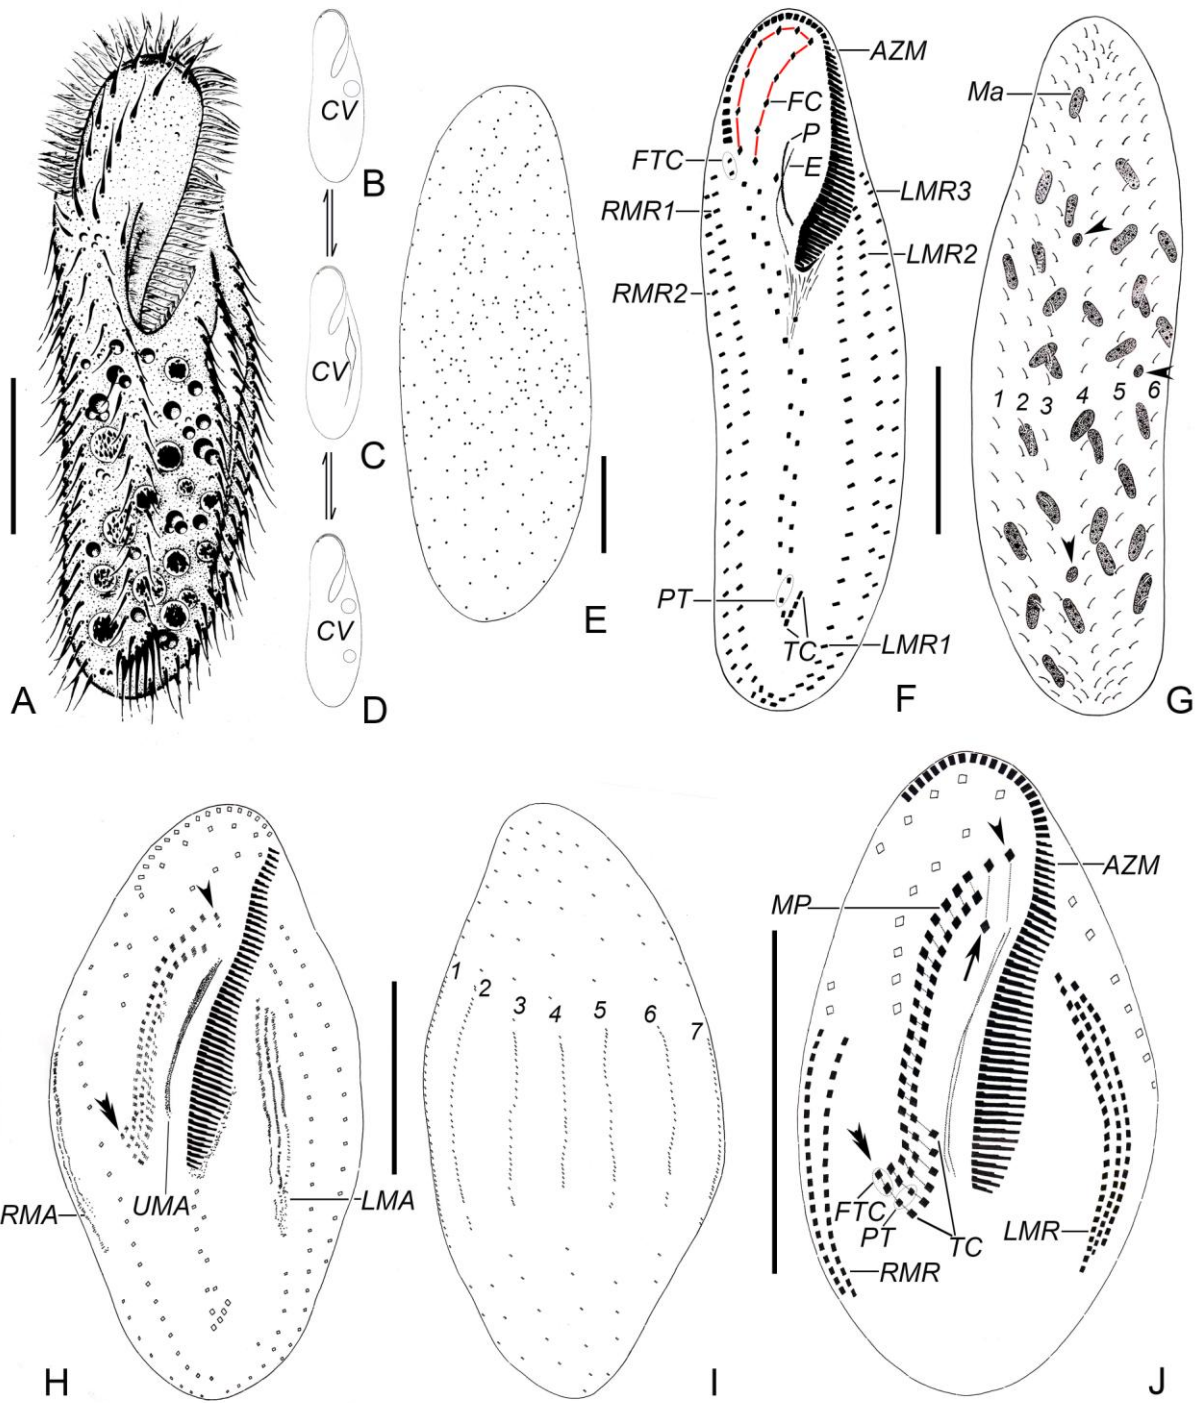 A
CV
B
CV
C
CV
D
E
AZM
FC
P
FTC
E
LMR3
RMR1
LMR2
RMR2
PT
TC
LMR1
F
Ma
1 2 3 4 5 6
G
RMA
UMA
LMA
H
1 2 3 4 5 6 7
I
AZM
MP
FTC
PT
TC
LMR
RMR
J